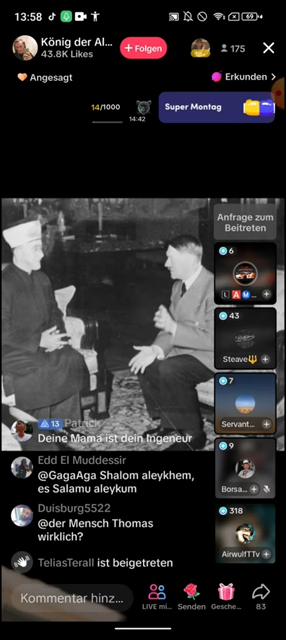 13:58
69
König der Al...
43.8K Likes
+ Folgen
175
Angesagt
Erkunden >
14/1000
14:42
Super Montag
Anfrage zum
Beitreten
6
L A M...
43
Steave
7
Servant...
9
Borsa...
318
AirwulfTTv
13 Patrick
Deine Mama ist dein Ingeneur
Edd El Muddessir
@GagaAga Shalom aleykhem,
es Salamu aleykum
Duisburg5522
@der Mensch Thomas
wirklich?
TeliasTerall ist beigetreten
Kommentar hinz...
LIVE mi...
Senden
Gesche...
83